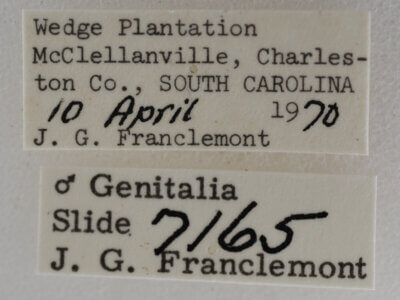 Wedge Plantation
McClellanville, Charles-
ton Co., SOUTH CAROLINA
10 April 1970
J. G. Franclemont
♂ Genitalia
Slide 7165
J. G. Franclemont